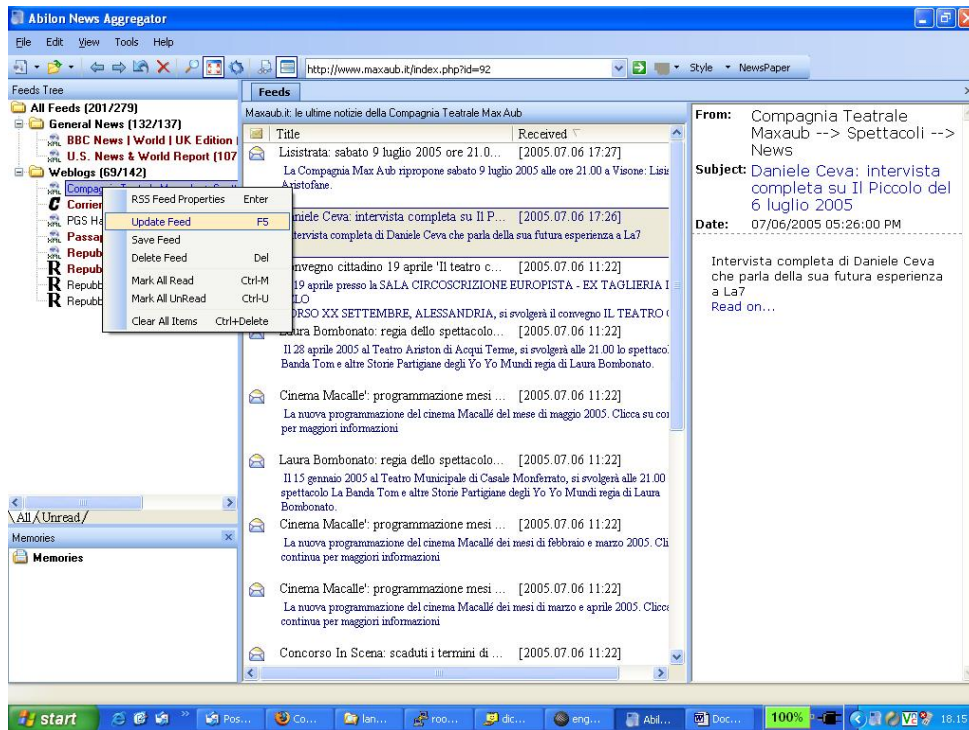 Abilon News Aggregator
File Edit View Tools Help
http://www.maxaub.it/index.php?id=92 Style NewsPaper
Feeds Tree
All Feeds (201/279)
General News (132/137)
BBC News | World | UK Edition
U.S. News & World Report (107
Weblogs (69/142)
Corrier
PGS Ha
Passap
Repub
Repub
Repubb
Repubb
RSS Feed Properties Enter
Update Feed F5
Save Feed
Delete Feed Del
Mark All Read Ctrl-M
Mark All UnRead Ctrl-U
Clear All Items Ctrl+Delete
All Unread
Memories
Memories
Feeds
Maxaub.it: le ultime notizie della Compagnia Teatrale Max Aub
Title Received
Lisistrata: sabato 9 luglio 2005 ore 21.0... [2005.07.06 17:27]
La Compagnia Max Aub ripropone sabato 9 luglio 2005 alle ore 21.00 a Visone: Lisis
Aristofane.
niele Ceva: intervista completa su Il P... [2005.07.06 17:26]
tervista completa di Daniele Ceva che parla della sua futura esperienza a La7
nvegno cittadino 19 aprile 'Il teatro c... [2005.07.06 11:22]
19 aprile presso la SALA CIRCOSCRIZIONE EUROPISTA - EX TAGLIERIA
LO
ORSO XX SETTEMBRE, ALESSANDRIA, si svolgerà il convegno IL TEATRO
Laura Bombonato: regia dello spettacolo... [2005.07.06 11:22]
Il 28 aprile 2005 al Teatro Ariston di Acqui Terme, si svolgerà alle 21.00 lo spettaco
Banda Tom e altre Storie Partigiane degli Yo Yo Mundi regia di Laura Bombonato.
Cinema Macalle': programmazione mesi ... [2005.07.06 11:22]
La nuova programmazione del cinema Macallé del mese di maggio 2005. Clicca su con
per maggiori informazioni
Laura Bombonato: regia dello spettacolo... [2005.07.06 11:22]
Il 15 gennaio 2005 al Teatro Municipale di Casale Monferrato, si svolgerà alle 21.00
spettacolo La Banda Tom e altre Storie Partigiane degli Yo Yo Mundi regia di Laura
Bombonato.
Cinema Macalle': programmazione mesi ... [2005.07.06 11:22]
La nuova programmazione del cinema Macallé dei mesi di febbraio e marzo 2005. Cli
continua per maggiori informazioni
Cinema Macalle': programmazione mesi ... [2005.07.06 11:22]
La nuova programmazione del cinema Macallé dei mesi di marzo e aprile 2005. Clicc
continua per maggiori informazioni
Concorso In Scena: scaduti i termini di ... [2005.07.06 11:22]
From: Compagnia Teatrale
Maxaub --> Spettacoli -->
News
Subject: Daniele Ceva: intervista
completa su Il Piccolo del
6 luglio 2005
Date: 07/06/2005 05:26:00 PM
Intervista completa di Daniele Ceva
che parla della sua futura esperienza
a La7
Read on...
start Pos... Co... lan... roo... dic... eng... Abil... Doc... 100% 18.15